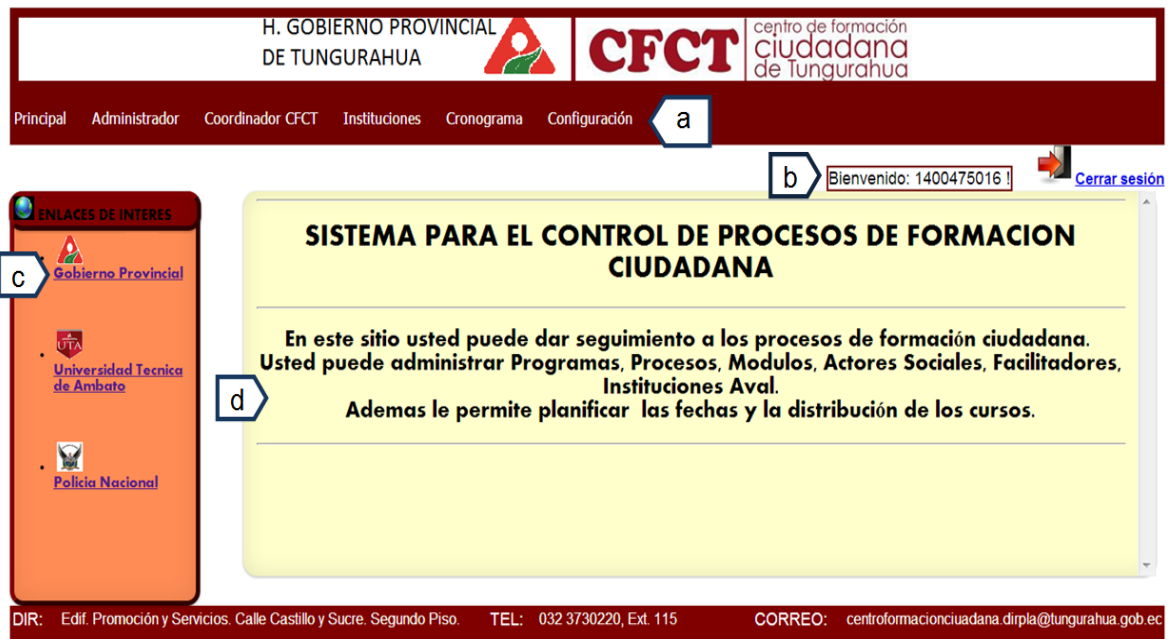 H. GOBIERNO PROVINCIAL
DE TUNGURAHUA
CFCT
centro de formación
ciudadana
de Tungurahua
Principal Administrador Coordinador CFCT Instituciones Cronograma Configuración
a
b
Bienvenido: 1400475016 !
Cerrar sesión
ENLACES DE INTERES
c
Gobierno Provincial
UTA
Universidad Tecnica
de Ambato
Policia Nacional
SISTEMA PARA EL CONTROL DE PROCESOS DE FORMACION
CIUDADANA
d
En este sitio usted puede dar seguimiento a los procesos de formación ciudadana.
Usted puede administrar Programas, Procesos, Modulos, Actores Sociales, Facilitadores,
Instituciones Aval.
Ademas le permite planificar las fechas y la distribución de los cursos.
DIR: Edif. Promoción y Servicios. Calle Castillo y Sucre. Segundo Piso. TEL: 032 3730220, Ext. 115 CORREO: centroformacionciuadana.dirpla@tungurahua.gob.ec